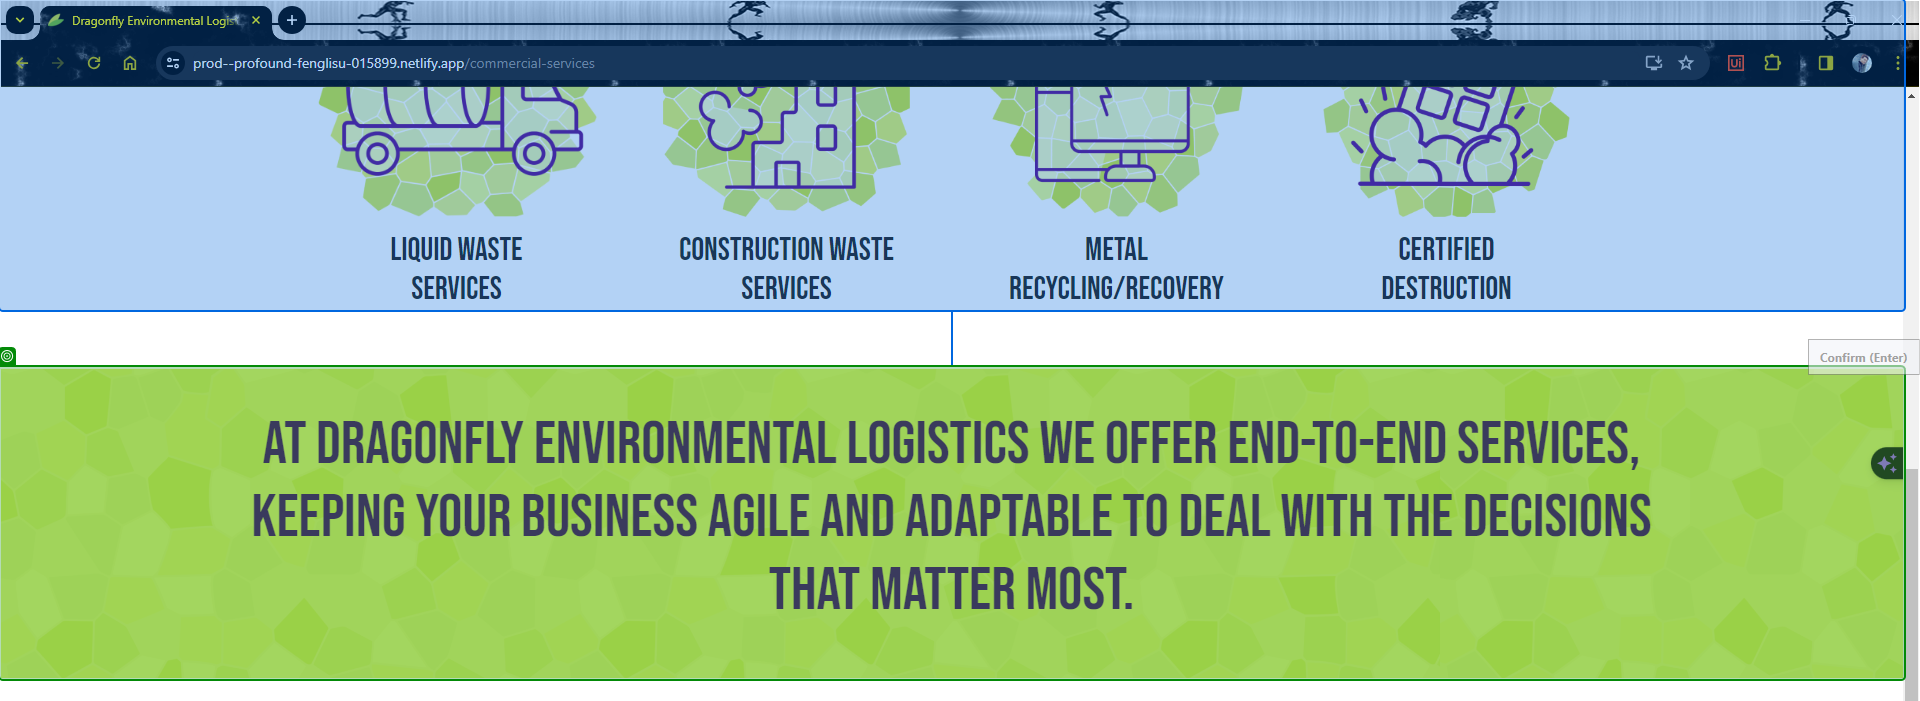 Dragonfly Environmental Logis
prod--profound-fenglisu-015899.netlify.app/commercial-services
Ui
LIQUID WASTE
SERVICES
CONSTRUCTION WASTE
SERVICES
METAL
RECYCLING/RECOVERY
CERTIFIED
DESTRUCTION
Confirm (Enter)
AT DRAGONFLY ENVIRONMENTAL LOGISTICS WE OFFER END-TO-END SERVICES,
KEEPING YOUR BUSINESS AGILE AND ADAPTABLE TO DEAL WITH THE DECISIONS
THAT MATTER MOST.